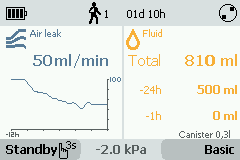 1 01d 10h
Air leak
50ml/min
100
-12h
Fluid
Total 810 ml
-24h 500 ml
-1h 0 ml
Canister 0,3l
Standby 3s -2.0 kPa Basic